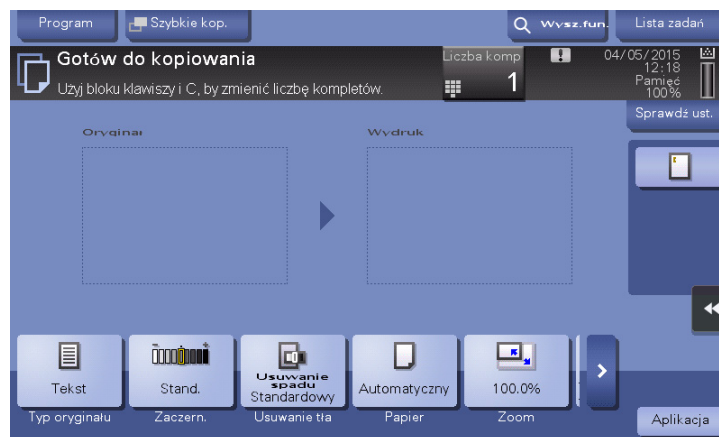 Program
Szybkie kop.
Wysz.fun.
Lista zadań
Gotów do kopiowania
Użyj bloku klawiszy i C, by zmienić liczbę kompletów.
Liczba komp
1
04/05/2015
12:18
Pamięć
100%
Sprawdź ust.
Oryginał
Wydruk
Tekst
Typ oryginału
Stand.
Zaczern.
Usuwanie
spadu
Standardowy
Usuwanie tła
Automatyczny
Papier
100.0%
Zoom
Aplikacja